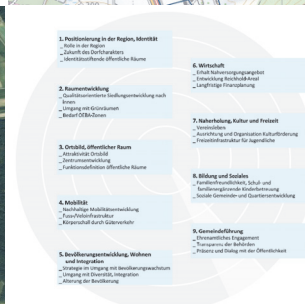 1. Positionierung in der Region, Identität
_ Rolle in der Region
_ Zukunft des Dorfcharakters
_ Identitätsstiftende öffentliche Räume
2. Raumentwicklung
_ Qualitätsorientierte Siedlungsentwicklung nach
Innen
_ Umgang mit Grünräumen
_ Bedarf OEBA-Zonen
3. Ortsbild, öffentlicher Raum
_ Attraktivität Ortsbild
_ Zentrumsentwicklung
_ Funktionsdefinition öffentliche Räume
4. Mobilität
_ Nachhaltige Mobilitätsentwicklung
_ Fuss-/Veloinfrastruktur
_ Körperschall durch Güterverkehr
5. Bevölkerungsentwicklung, Wohnen
und Integration
_ Strategie im Umgang mit Bevölkerungswachstum
_ Umgang mit Diversität, Integration
_ Alterung der Bevölkerung
6. Wirtschaft
_ Erhalt Nahversorgungsangebot
_ Entwicklung Reichhold-Areal
_ Langfristige Finanzplanung
7. Naherholung, Kultur und Freizeit
_ Vereinsleben
_ Ausrichtung und Organisation Kulturförderung
_ Freizeitinfrastruktur für Jugendliche
8. Bildung und Soziales
_ Familienfreundlichkeit, Schul- und
familienergänzende Kinderbetreuung
_ Soziale Gemeinde und Quartiersentwicklung
9. Gemeindeführung
_ Ehrenamtliches Engagement
_ Transparenz der Behörden
_ Präsenz und Dialog mit der Öffentlichkeit